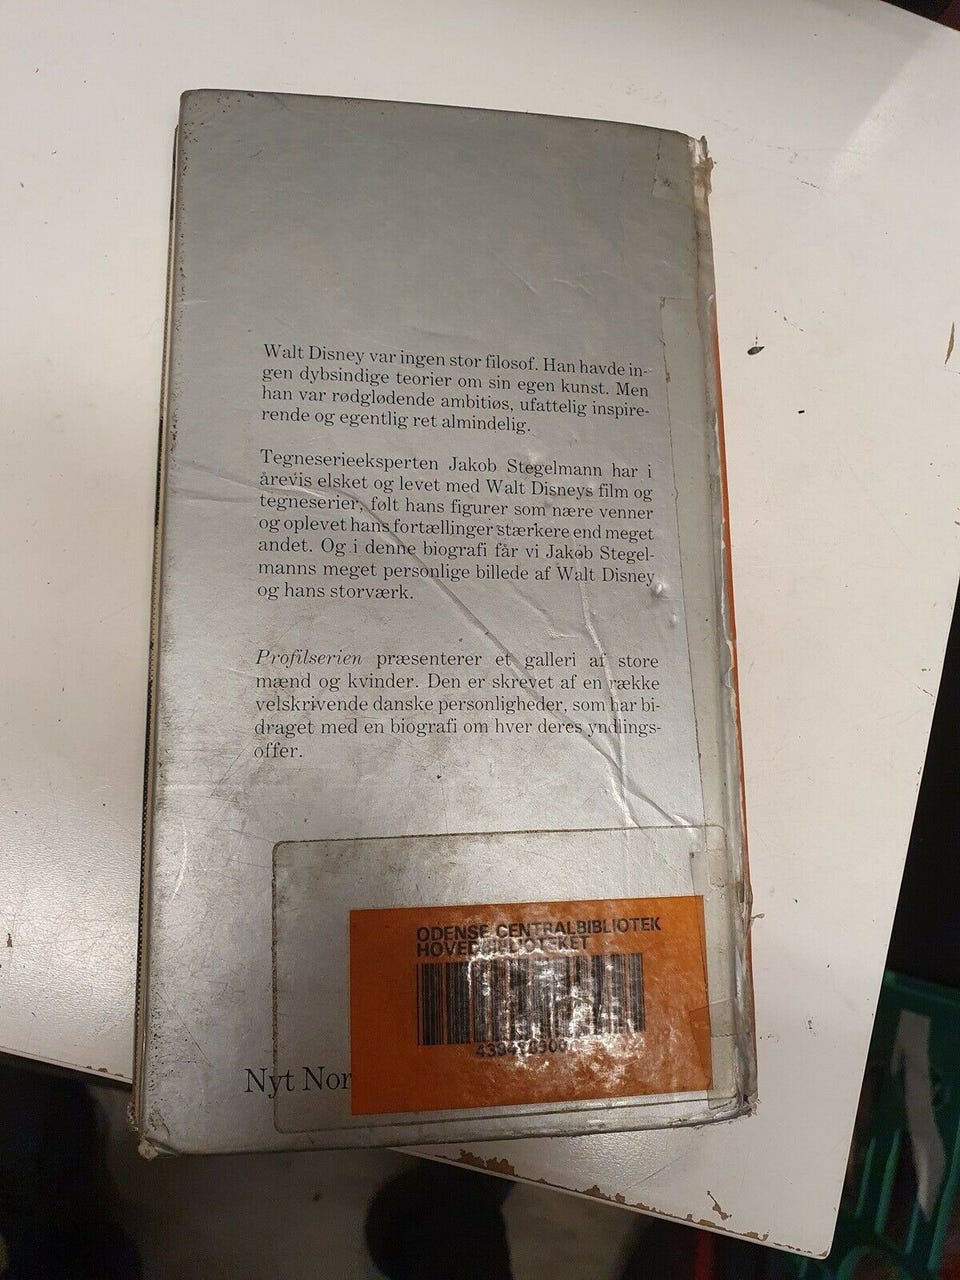 Walt Disney var ingen stor filosof. Han havde in-
gen dybsindige teorier om sin egen kunst. Men
han var rødglødende ambitiøs, ufattelig inspire-
rende og egentlig ret almindelig.
Tegneserieeksperten Jakob Stegelmann har i
årevis elsket og levet med Walt Disneys film og
tegneserier, følt hans figurer som nære venner
og oplevet hans fortællinger stærkere end meget
andet. Og i denne biografi får vi Jakob Stegel-
manns meget personlige billede af Walt Disney
og hans storværk.
Profilserien præsenterer et galleri af store
mænd og kvinder. Den er skrevet af en række
velskrivende danske personligheder, som har bi-
draget med en biografi om hver deres yndlings-
offer.
ODENSE CENTRALBIBLIOTEK
HOVEDBIBLIOTEKET
Nyt Nor